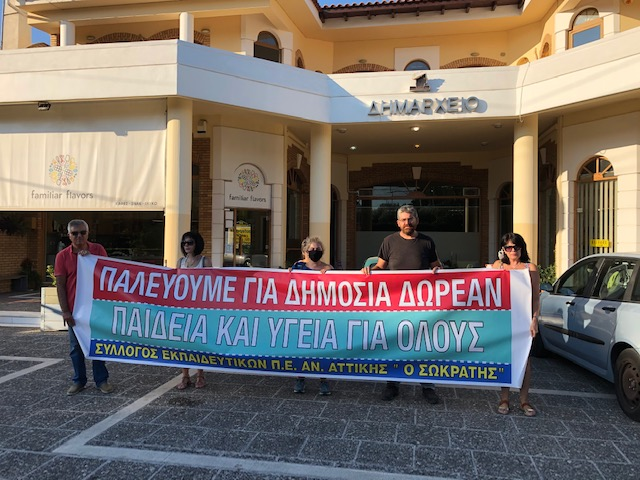 ΔΗΜΑΡΧΕΙΟ
familiar flavors
familiar flavors
ΠΑΛΕΥΟΥΜΕ ΓΙΑ ΔΗΜΟΣΙΑ ΔΩΡΕΑΝ
ΠΑΙΔΕΙΑ ΚΑΙ ΥΓΕΙΑ ΓΙΑ ΟΛΟΥΣ
ΣΥΛΛΟΓΟΣ ΕΚΠΑΙΔΕΥΤΙΚΩΝ Π.Ε. ΑΝ. ΑΤΤΙΚΗΣ " Ο ΣΩΚΡΑΤΗΣ"